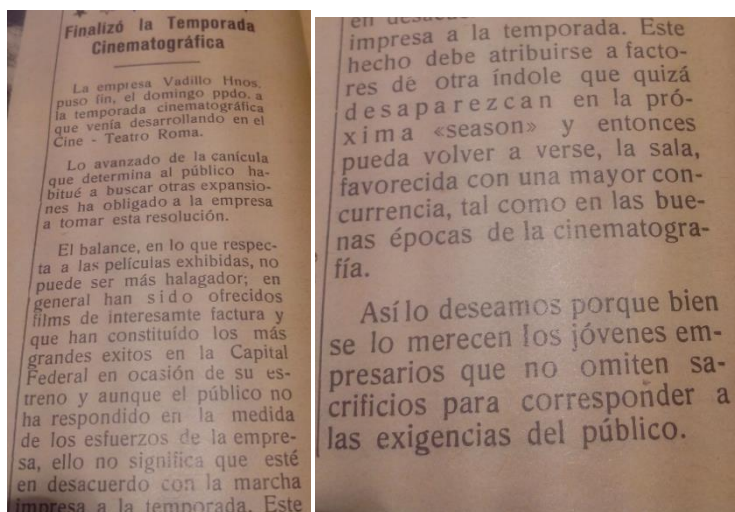 Finalizó la Temporada
Cinematográfica
La empresa Vadillo Hnos.
puso fin, el domingo ppdo. a
la temporada cinematográfica
que venía desarrollando en el
Cine - Teatro Roma.
Lo avanzado de la canícula
que determina al público ha-
bitué a buscar otras expansio-
nes ha obligado a la empresa
a tomar esta resolución.
El balance, en lo que respec-
ta a las películas exhibidas, no
puede ser más halagador; en
general han sido ofrecidos
films de interesamte factura y
que han constituído los más
grandes exitos en la Capital
Federal en ocasión de su es-
treno y aunque el público no
ha respondido en la medida
de los esfuerzos de la empre-
sa, ello no significa que esté
en desacuerdo con la marcha
impresa a la temporada. Este
en desacue
impresa a la temporada. Este
hecho debe atribuirse a facto-
res de otra índole que quizá
desaparezcan en la pró-
xima «season» y entonces
pueda volver a verse, la sala,
favorecida con una mayor con-
currencia, tal como en las bue-
nas épocas de la cinematogra-
fía.
Así lo deseamos porque bien
se lo merecen los jóvenes em-
presarios que no omiten sa-
crificios para corresponder a
las exigencias del público.